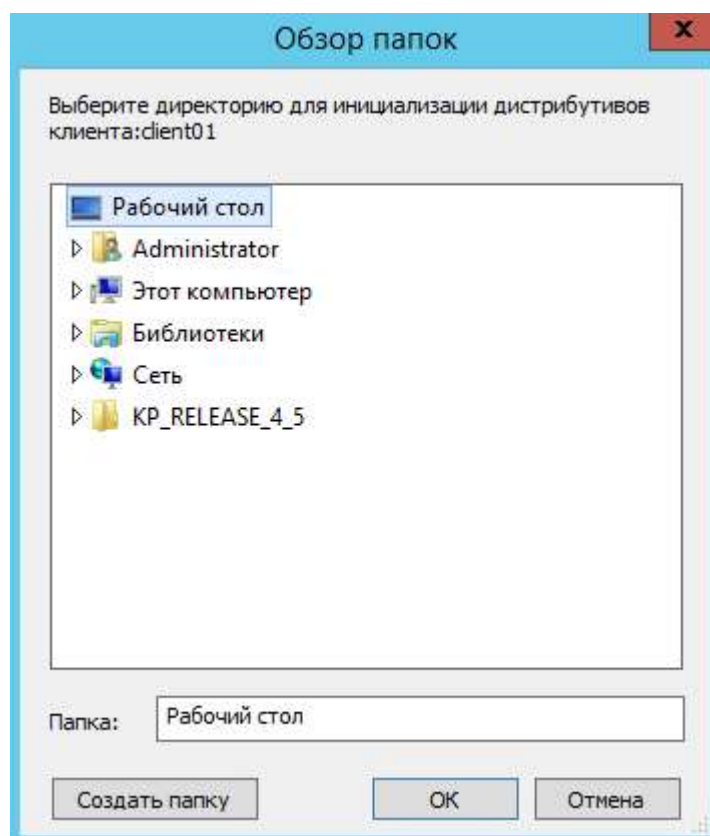 Обзор папок
x
Выберите директорию для инициализации дистрибутивов
клиента:client01
Рабочий стол
Administrator
Этот компьютер
Библиотеки
Сеть
KP_RELEASE_4_5
Папка: Рабочий стол
Создать папку ОК Отмена